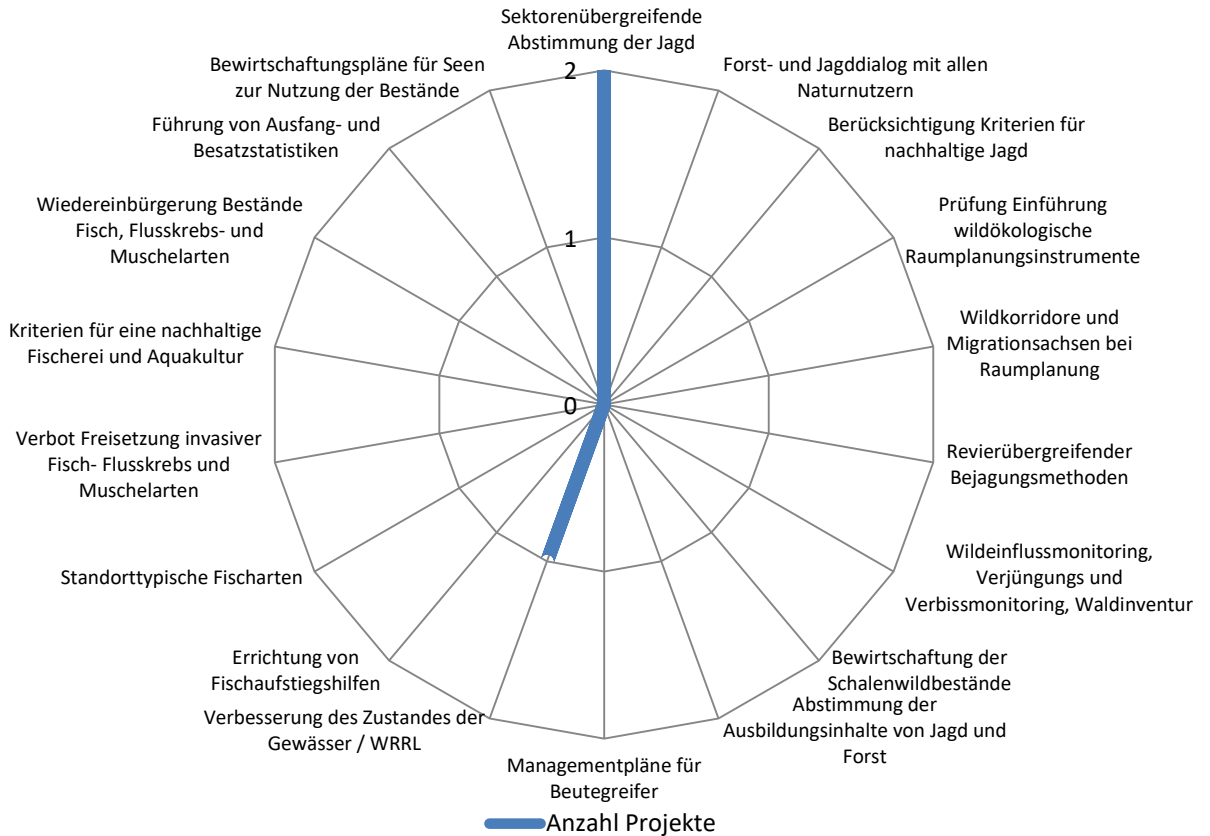 Sektorenübergreifende
Abstimmung der Jagd
Forst- und Jagddialog mit allen
Naturnutzern
Berücksichtigung Kriterien für
nachhaltige Jagd
Prüfung Einführung
wildökologische
Raumplanungsinstrumente
Wildkorridore und
Migrationsachsen bei
Raumplanung
Revierübergreifender
Bejagungsmethoden
Wildeinflussmonitoring,
Verjüngungs und
Verbissmonitoring, Waldinventur
Bewirtschaftung der
Schalenwildbestände
Abstimmung der
Ausbildungsinhalte von Jagd und
Forst
Managementpläne für
Beutegreifer
Verbesserung des Zustandes der
Gewässer / WRRL
Errichtung von
Fischaufstiegshilfen
Standorttypische Fischarten
Verbot Freisetzung invasiver
Fisch- Flusskrebs und
Muschelarten
Kriterien für eine nachhaltige
Fischerei und Aquakultur
Wiedereinbürgerung Bestände
Fisch, Flusskrebs- und
Muschelarten
Führung von Ausfang- und
Besatzstatistiken
Bewirtschaftungspläne für Seen
zur Nutzung der Bestände
2
1
0
Anzahl Projekte